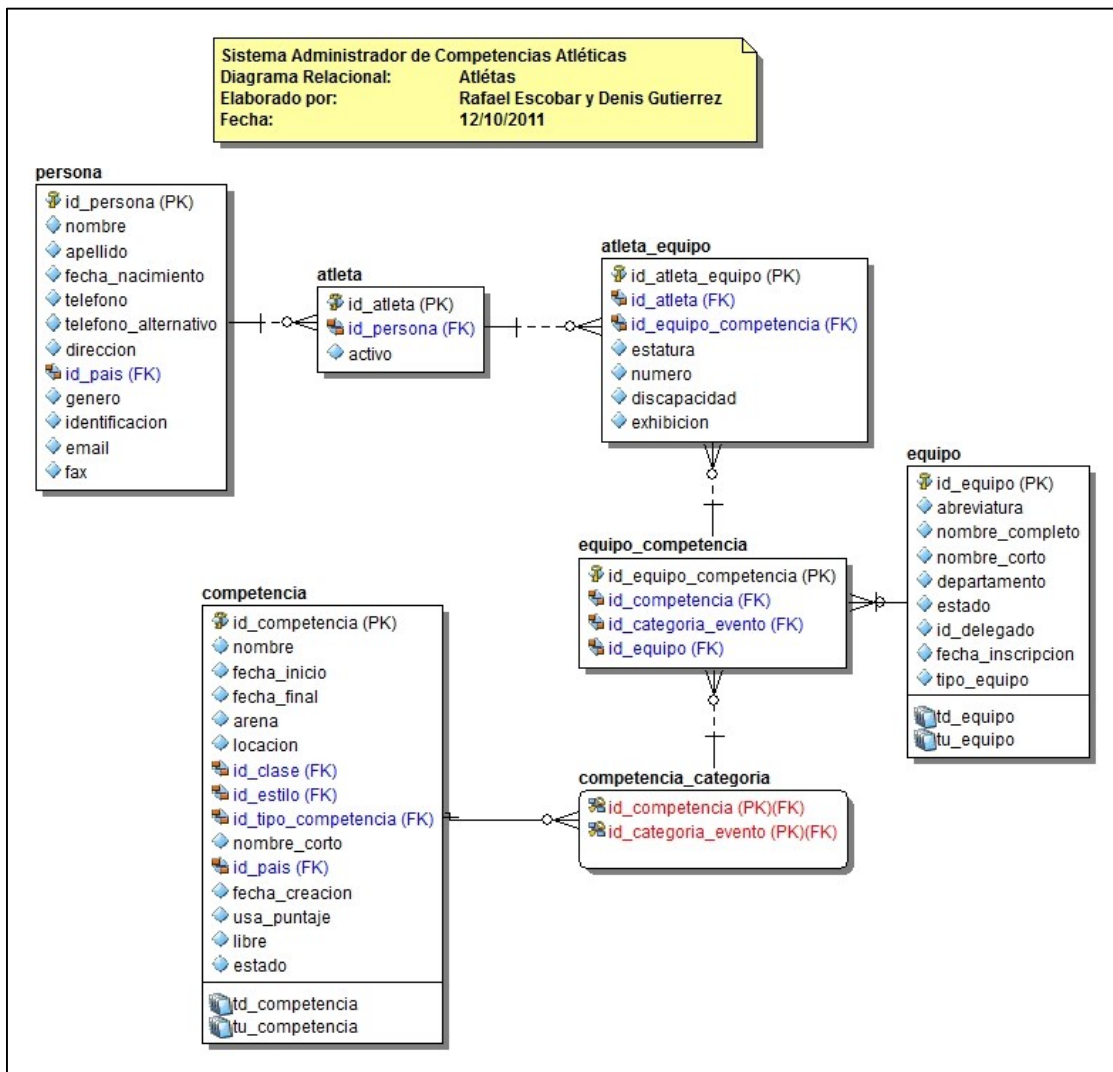 Sistema Administrador de Competencias Atléticas
Diagrama Relacional: Atlétas
Elaborado por: Rafael Escobar y Denis Gutierrez
Fecha: 12/10/2011
persona
id_persona (PK)
nombre
apellido
fecha_nacimiento
telefono
telefono_alternativo
direccion
id_pais (FK)
genero
identificacion
email
fax
atleta
id_atleta (PK)
id_persona (FK)
activo
atleta_equipo
id_atleta_equipo (PK)
id_atleta (FK)
id_equipo_competencia (FK)
estatura
numero
discapacidad
exhibicion
equipo
id_equipo (PK)
abreviatura
nombre_completo
nombre_corto
departamento
estado
id_delegado
fecha_inscripcion
tipo_equipo
td_equipo
tu_equipo
equipo_competencia
id_equipo_competencia (PK)
id_competencia (FK)
id_categoria_evento (FK)
id_equipo (FK)
competencia
id_competencia (PK)
nombre
fecha_inicio
fecha_final
arena
locacion
id_clase (FK)
id_estilo (FK)
id_tipo_competencia (FK)
nombre_corto
id_pais (FK)
fecha_creacion
usa_puntaje
libre
estado
td_competencia
tu_competencia
competencia_categoria
id_competencia (PK)(FK)
id_categoria_evento (PK)(FK)